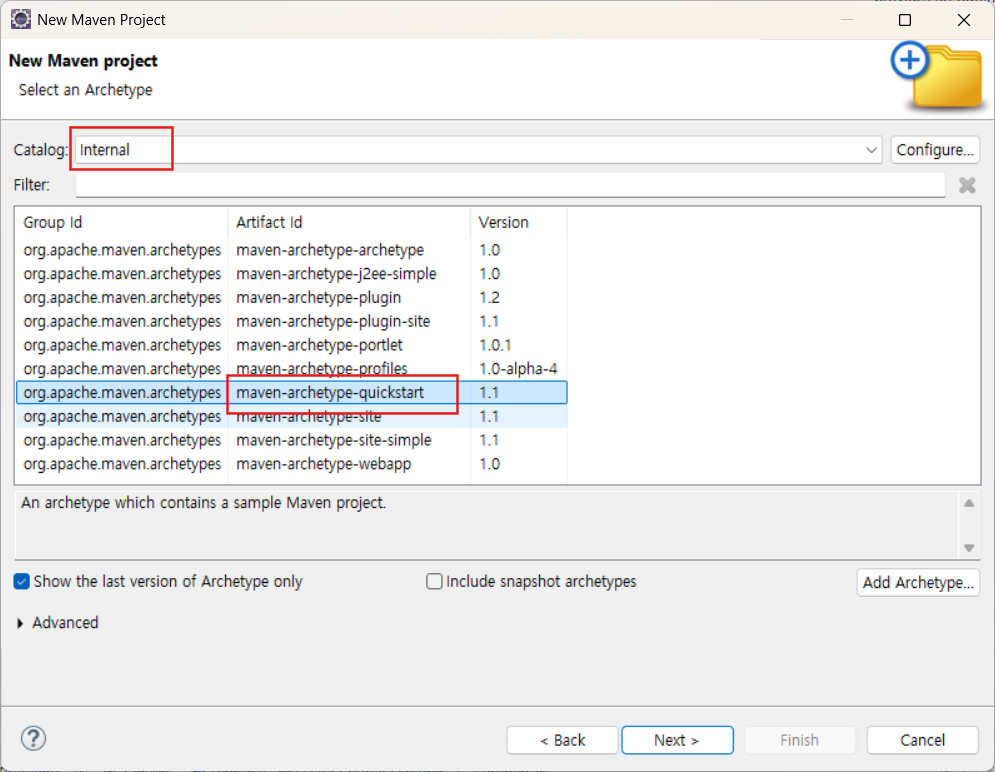 New Maven Project
New Maven project
Select an Archetype
Catalog: Internal Configure...
Filter:
Group Id Artifact Id Version
org.apache.maven.archetypes maven-archetype-archetype 1.0
org.apache.maven.archetypes maven-archetype-j2ee-simple 1.0
org.apache.maven.archetypes maven-archetype-plugin 1.2
org.apache.maven.archetypes maven-archetype-plugin-site 1.1
org.apache.maven.archetypes maven-archetype-portlet 1.0.1
org.apache.maven.archetypes maven-archetype-profiles 1.0-alpha-4
org.apache.maven.archetypes maven-archetype-quickstart 1.1
org.apache.maven.archetypes maven-archetype-site 1.1
org.apache.maven.archetypes maven-archetype-site-simple 1.1
org.apache.maven.archetypes maven-archetype-webapp 1.0
An archetype which contains a sample Maven project.
Show the last version of Archetype only Include snapshot archetypes Add Archetype...
Advanced
? < Back Next > Finish Cancel